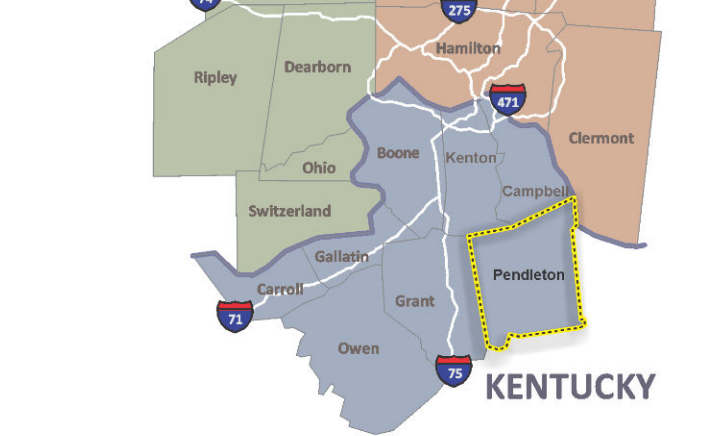 74
275
Hamilton
Dearborn
Ripley
471
Clermont
Boone
Kenton
Ohio
Campbell
Switzerland
Gallatin
Pendleton
Carroll
Grant
71
Owen
75
KENTUCKY